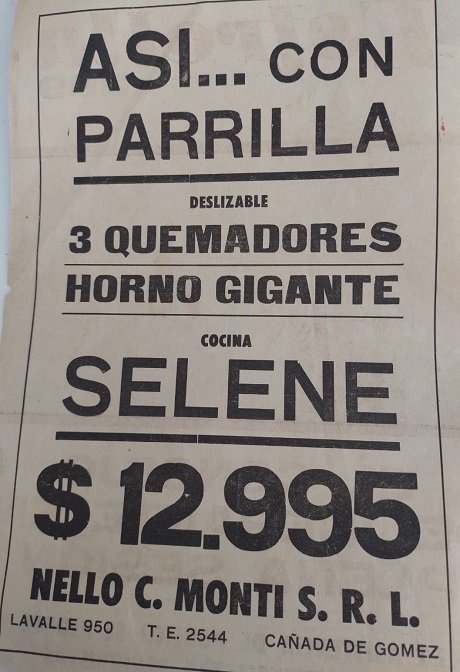 ASI... CON
PARRILLA
DESLIZABLE
3 QUEMADORES
HORNO GIGANTE
COCINA
SELENE
$ 12.995
NELLO C. MONTI S. R. L.
LAVALLE 950 T. E. 2544 CAÑADA DE GOMEZ